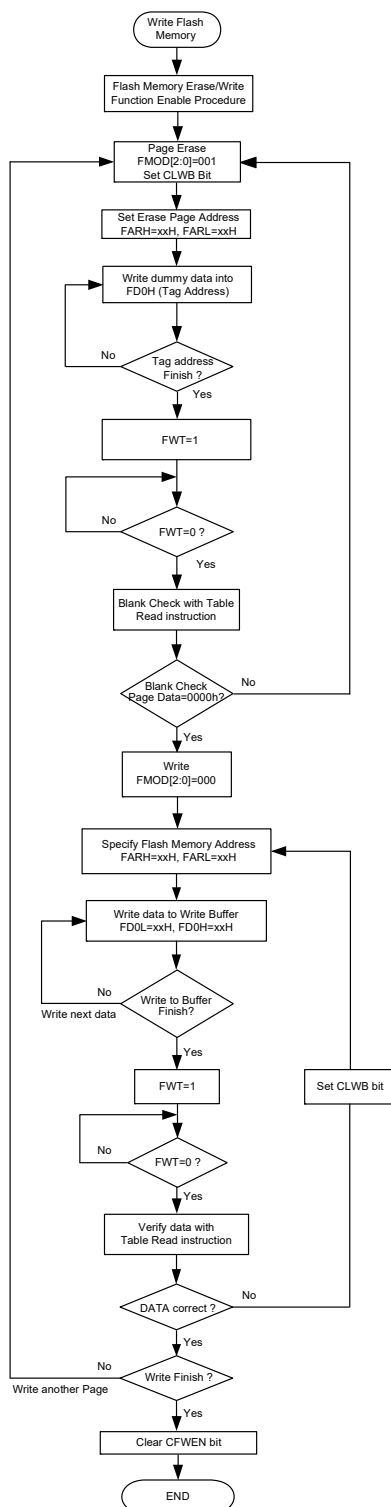 Write Flash
Memory
Flash Memory Erase/Write
Function Enable Procedure
Page Erase
FMOD[2:0]=001
Set CLWB Bit
Set Erase Page Address
FARH=xxH, FARL=xxH
Write dummy data into
FD0H (Tag Address)
No
Tag address
Finish ?
Yes
FWT=1
No
FWT=0 ?
Yes
Blank Check with Table
Read instruction
Blank Check
Page Data=0000h?
No
Yes
Write
FMOD[2:0]=000
Specify Flash Memory Address
FARH=xxH, FARL=xxH
Write data to Write Buffer
FD0L=xxH, FD0H=xxH
No
Write next data
Write to Buffer
Finish?
Yes
FWT=1
Set CLWB bit
No
FWT=0 ?
Yes
Verify data with
Table Read instruction
DATA correct ?
No
Yes
No
Write another Page
Write Finish ?
Yes
Clear CFWEN bit
END